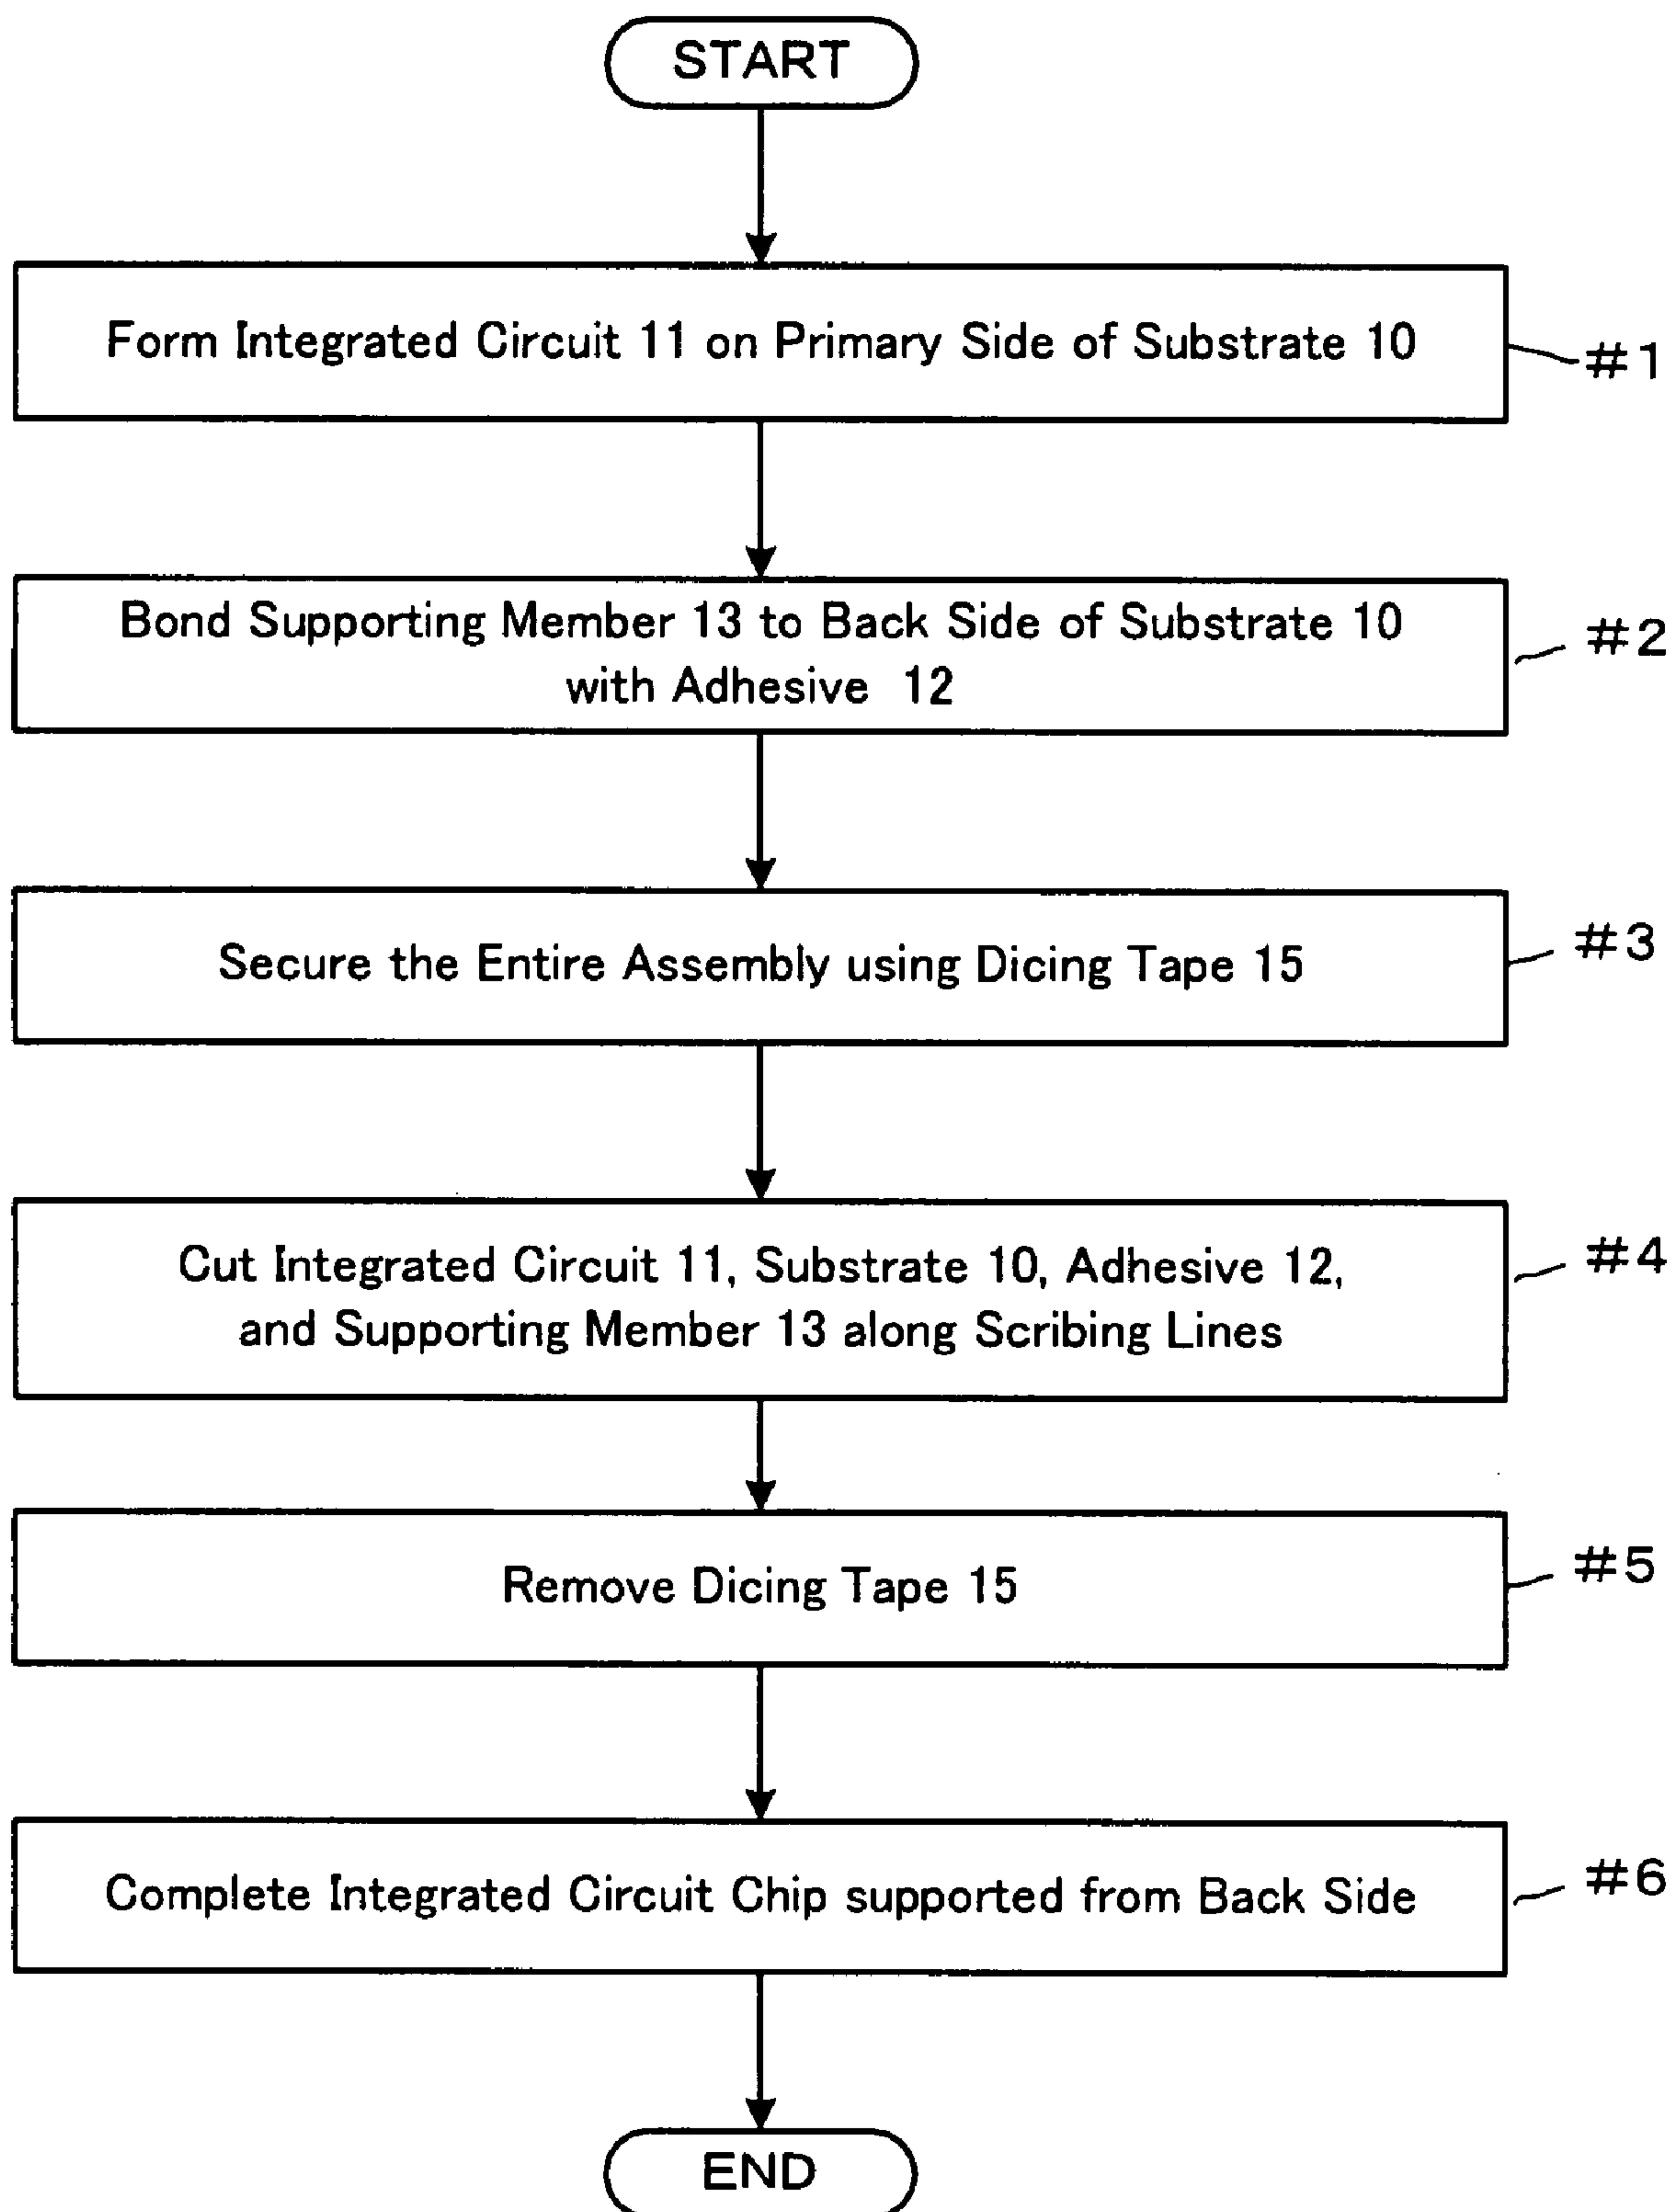 START
Form Integrated Circuit 11 on Primary Side of Substrate 10
#1
Bond Supporting Member 13 to Back Side of Substrate 10
with Adhesive 12
#2
Secure the Entire Assembly using Dicing Tape 15
#3
Cut Integrated Circuit 11, Substrate 10, Adhesive 12,
and Supporting Member 13 along Scribing Lines
#4
Remove Dicing Tape 15
#5
Complete Integrated Circuit Chip supported from Back Side
#6
END